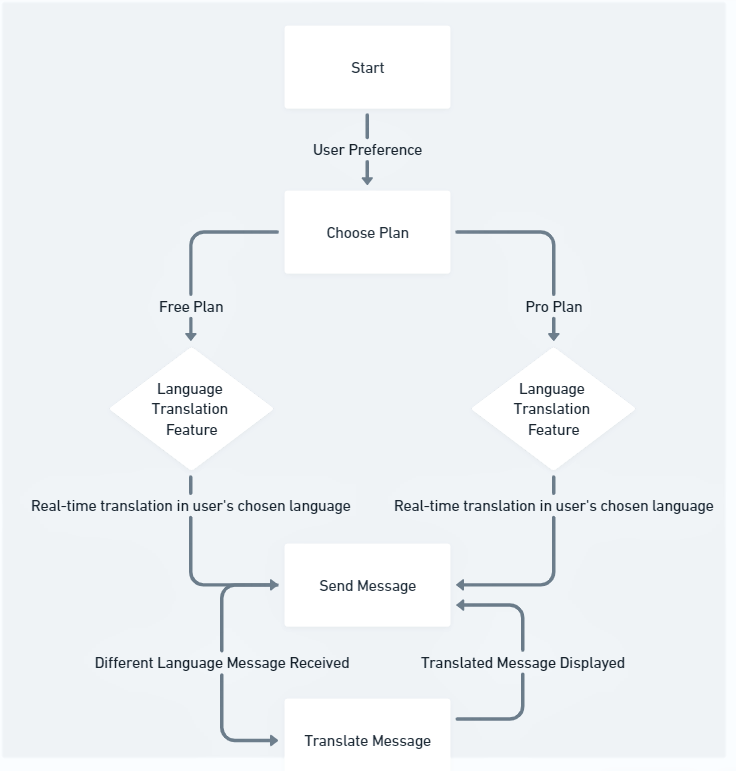 Start
User Preference
Choose Plan
Free Plan
Pro Plan
Language
Translation
Feature
Language
Translation
Feature
Real-time translation in user's chosen language
Real-time translation in user's chosen language
Send Message
Different Language Message Received
Translated Message Displayed
Translate Message